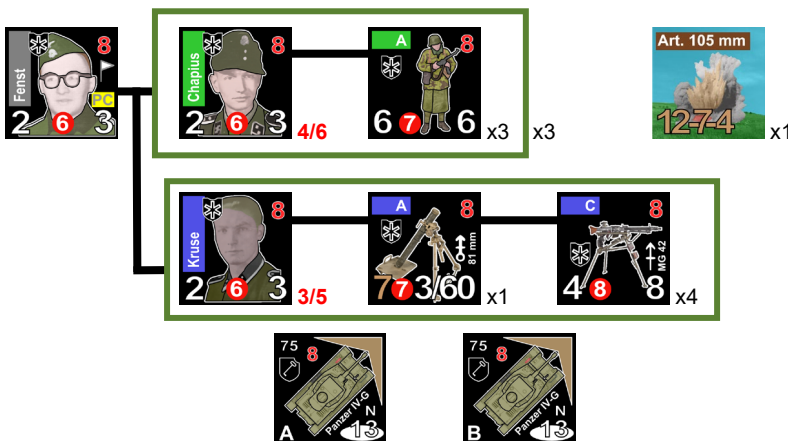 Fenst
8
PC
2 6 3
Chapius
8
2 6 3
4/6
A
8
6 7 6
x3
x3
Art. 105 mm
12-7-4
x1
Kruse
8
2 6 3
3/5
A
8
81 mm
7 7 3/60
x1
C
8
MG 42
4 8 8
x4
75
8
Panzer IV-G
N
A 13
75
8
Panzer IV-G
N
B 13